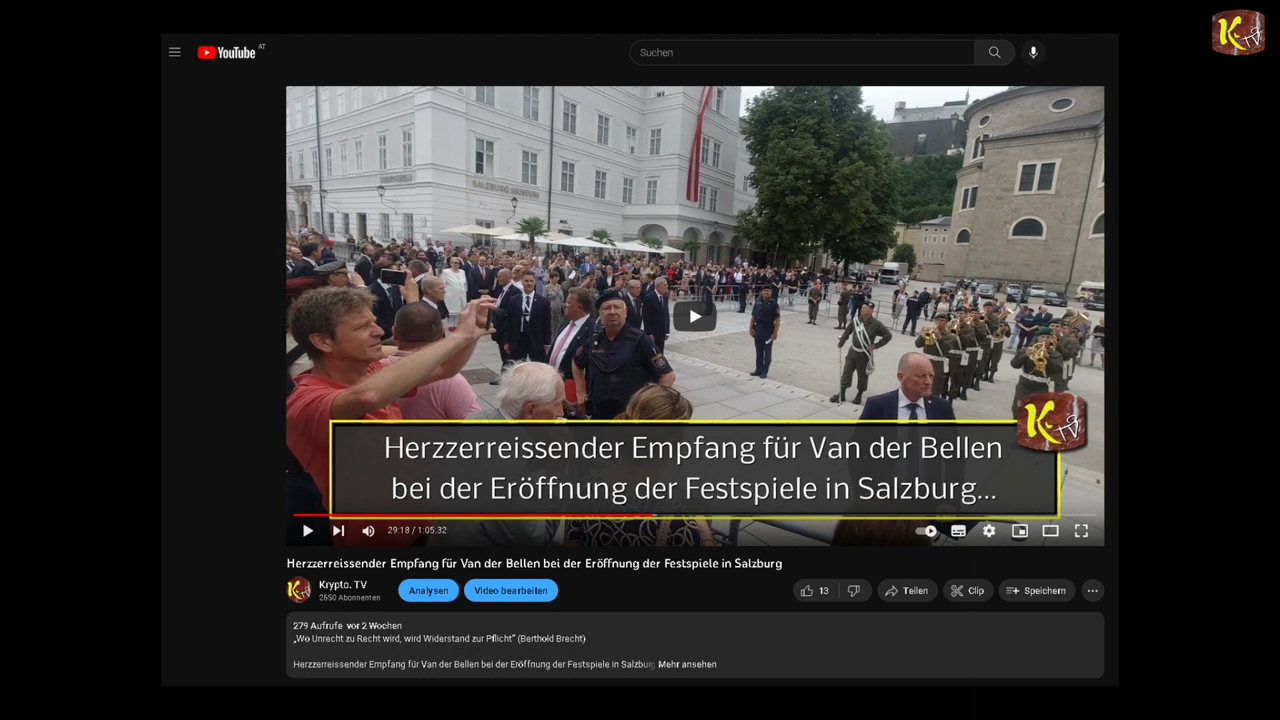 YouTube AT
Suchen
K TV
SALZBURG MUSEUM
Herzzerreissender Empfang für Van der Bellen
bei der Eröffnung der Festspiele in Salzburg...
K TV
29:18 / 1:05:32
Herzzerreissender Empfang für Van der Bellen bei der Eröffnung der Festspiele in Salzburg
Krypto. TV
2650 Abonnenten
Analysen
Video bearbeiten
13
Teilen
Clip
Speichern
279 Aufrufe vor 2 Wochen
„Wo Unrecht zu Recht wird, wird Widerstand zur Pflicht" (Berthold Brecht)
Herzzerreissender Empfang für Van der Bellen bei der Eröffnung der Festspiele in Salzburg Mehr ansehen